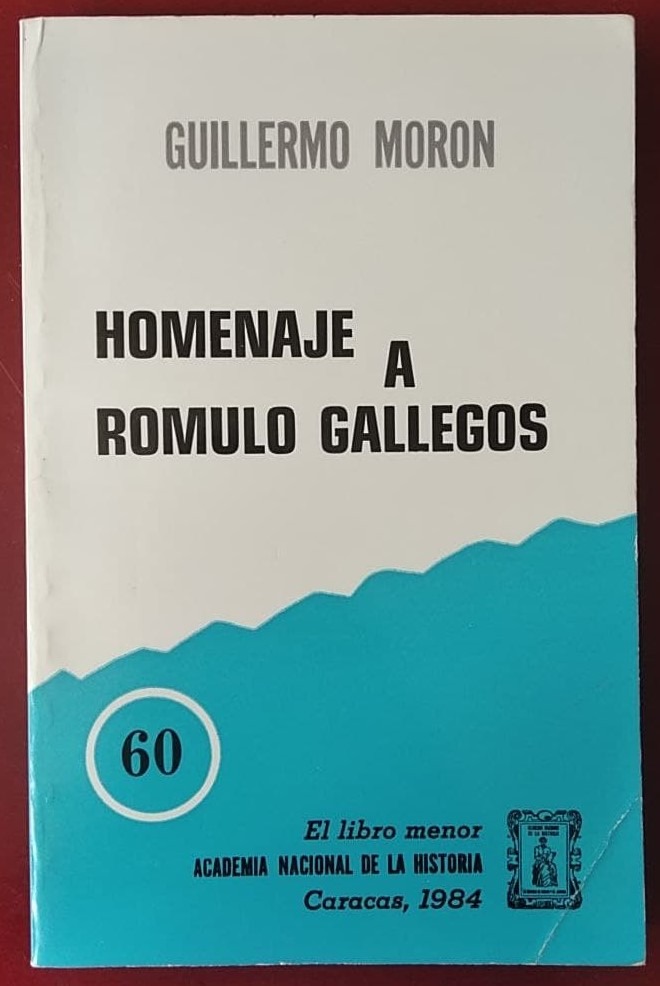 GUILLERMO MORON
HOMENAJE A
ROMULO GALLEGOS
60
El libro menor
ACADEMIA NACIONAL DE LA HISTORIA
Caracas, 1984